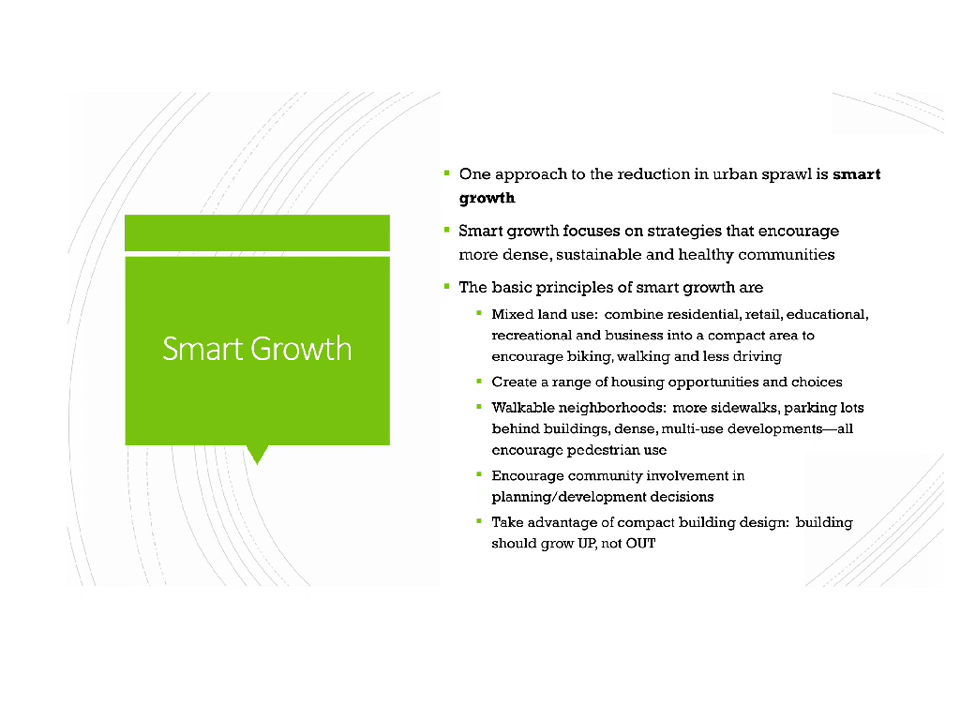 Smart Growth
One approach to the reduction in urban sprawl is smart
growth
Smart growth focuses on strategies that encourage
more dense, sustainable and healthy communities
The basic principles of smart growth are
Mixed land use: combine residential, retail, educational,
recreational and business into a compact area to
encourage biking, walking and less driving
Create a range of housing opportunities and choices
Walkable neighborhoods: more sidewalks, parking lots
behind buildings, dense, multi-use developments—all
encourage pedestrian use
Encourage community involvement in
planning/development decisions
Take advantage of compact building design: building
should grow UP, not OUT